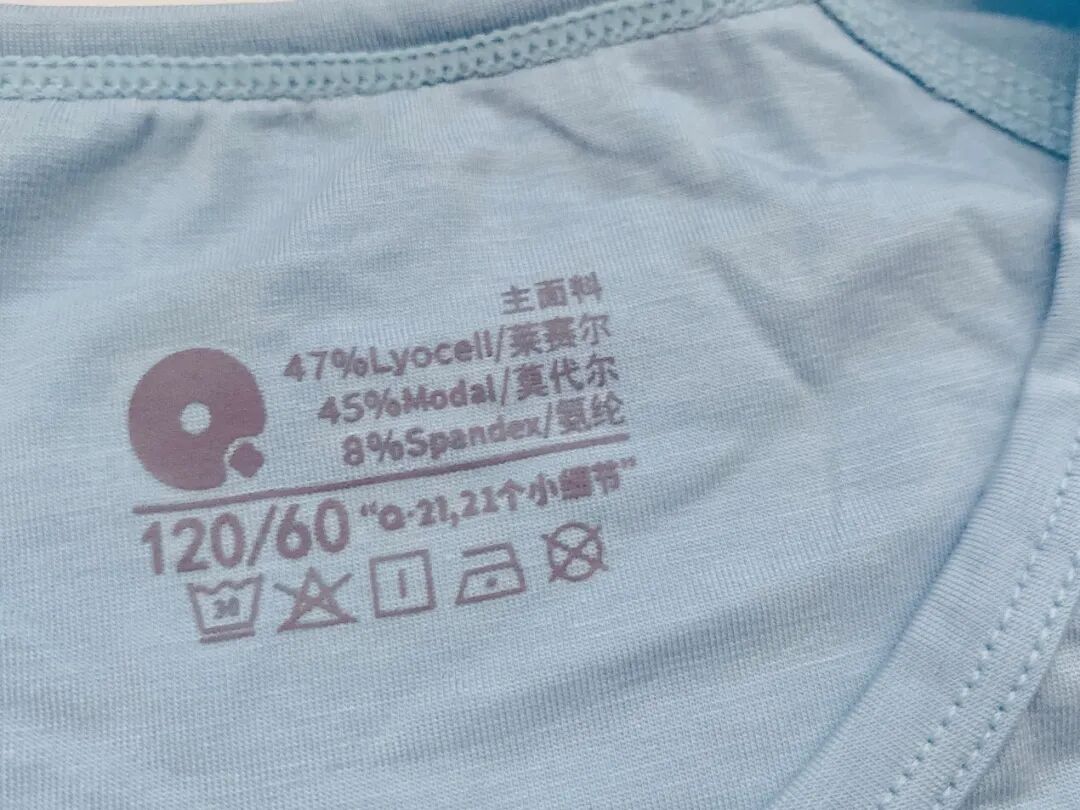 主面料
47%Lyocell/莱赛尔
45%Modal/莫代尔
8%Spandex/氨纶
120/60 “Q·21,21个小细节”
30